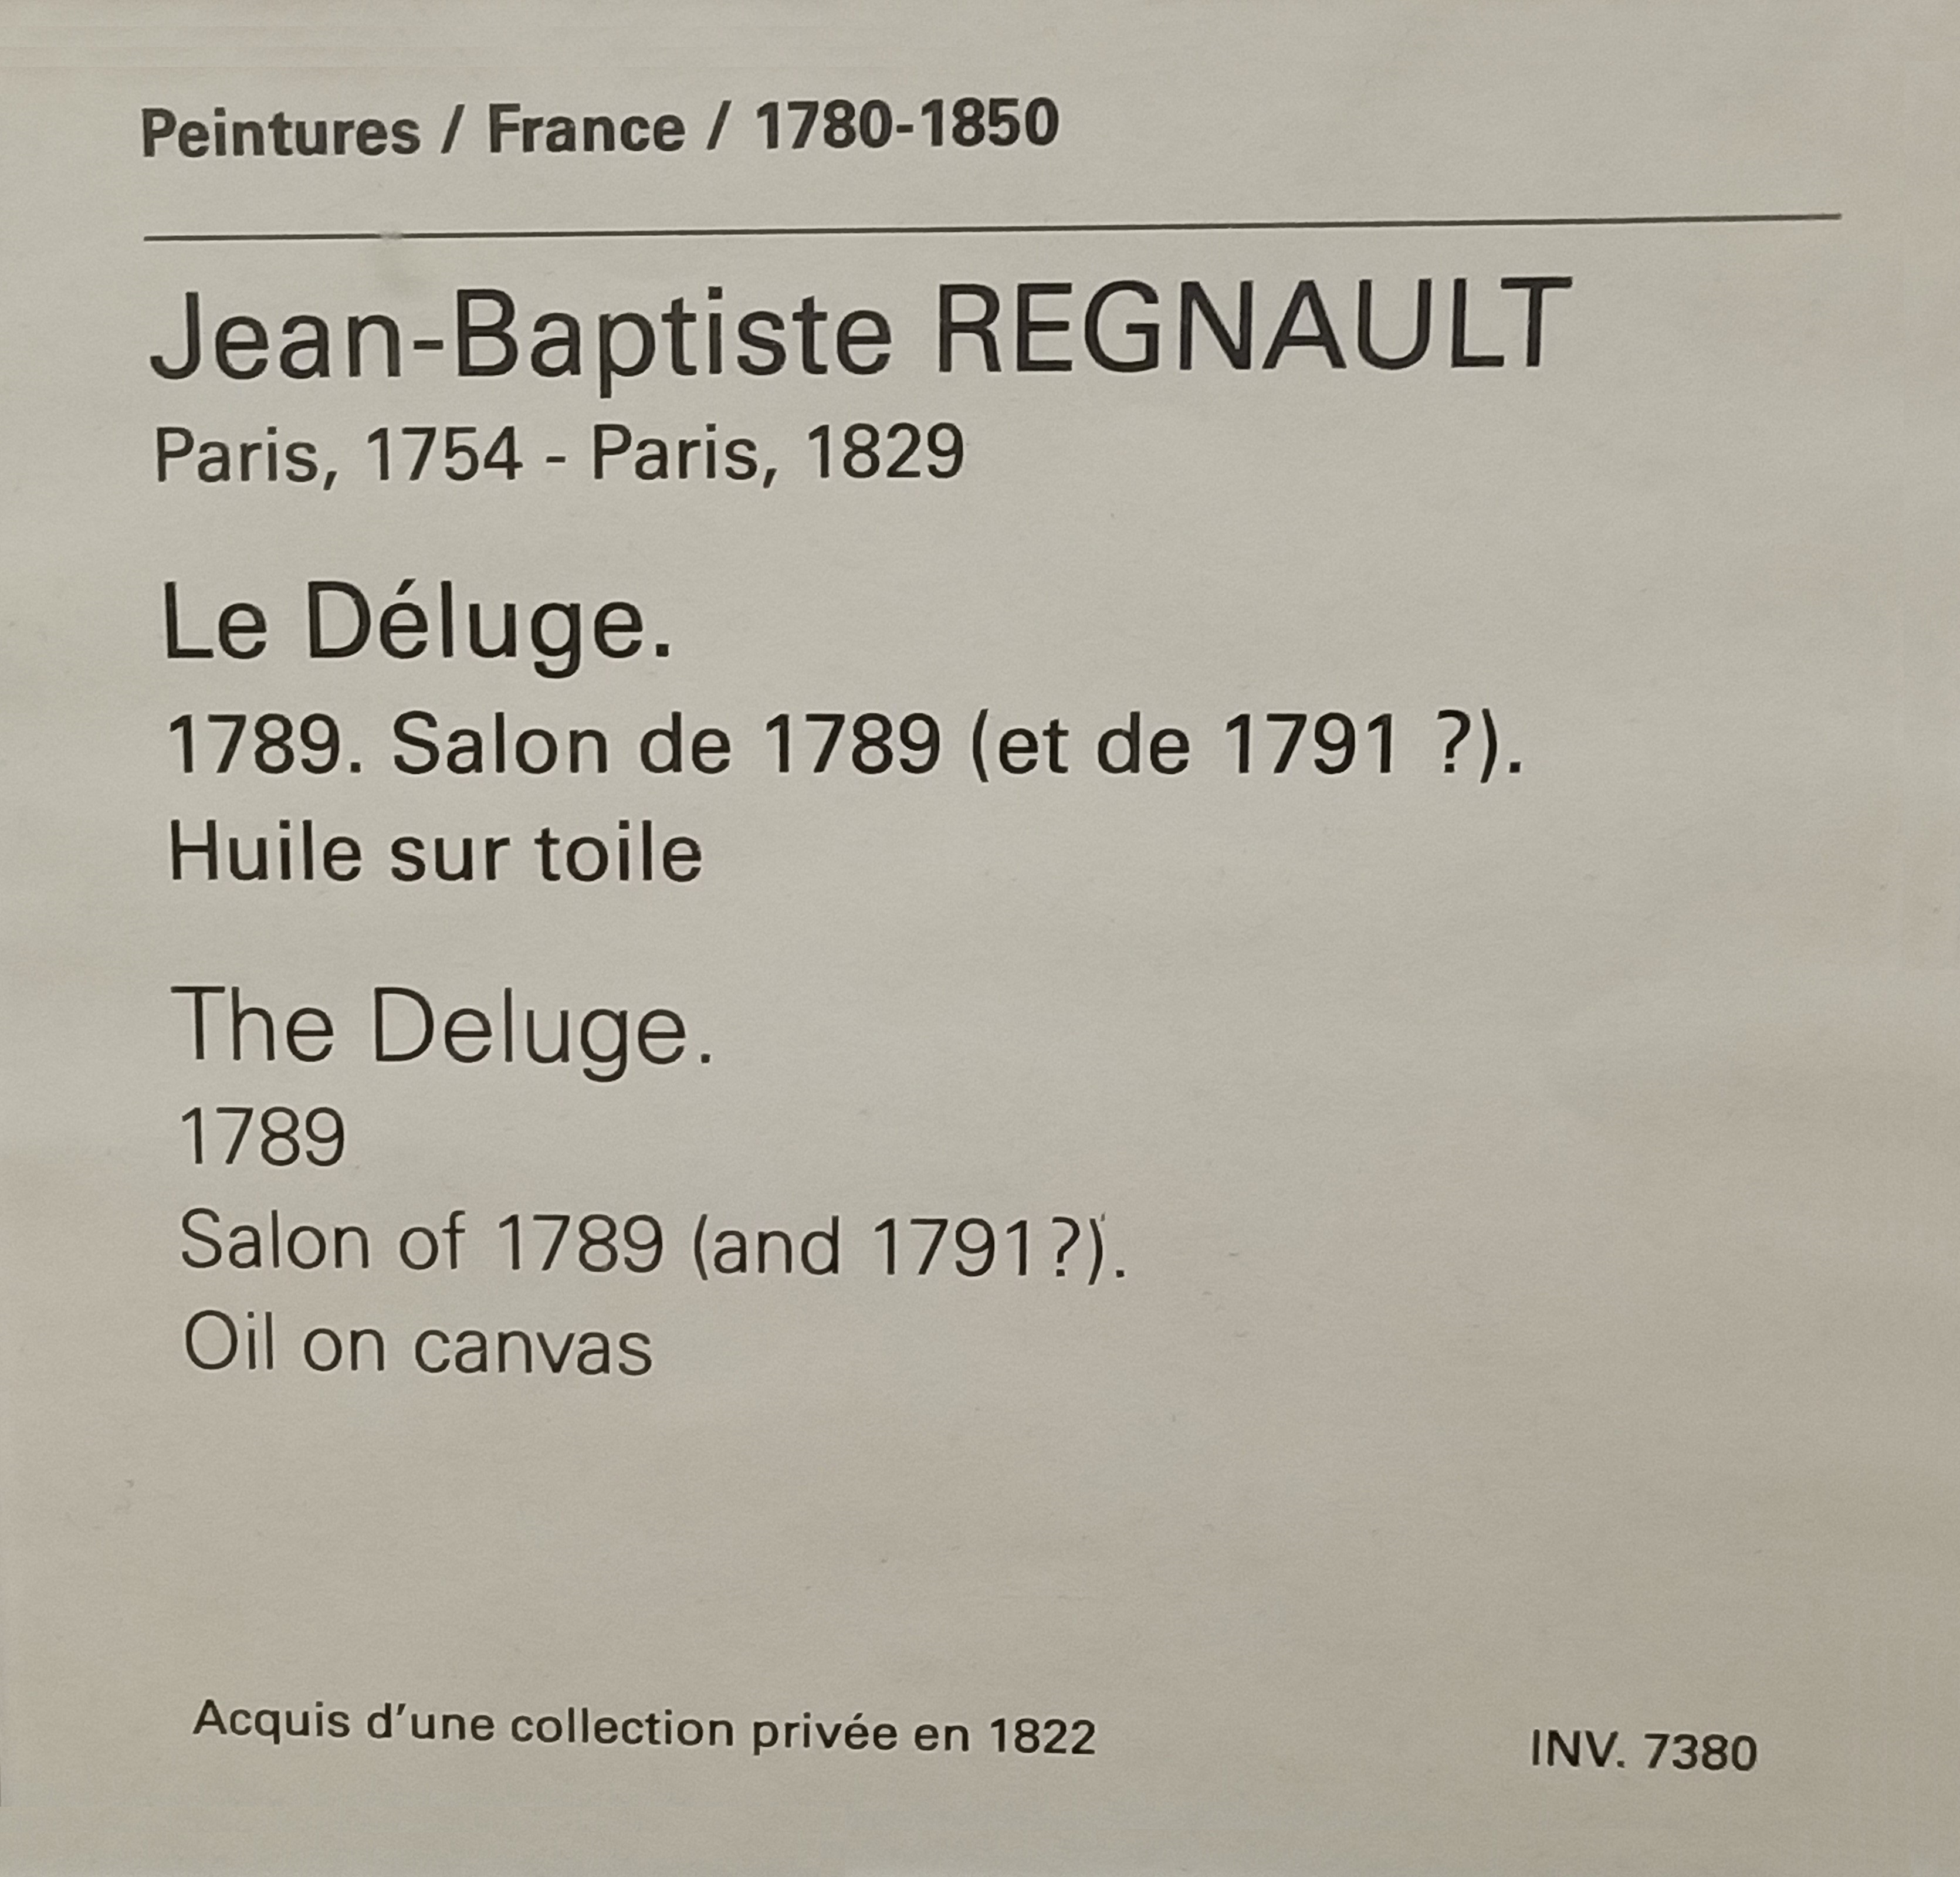 Peintures / France / 1780-1850
Jean-Baptiste REGNAULT
Paris, 1754 - Paris, 1829
Le Déluge.
1789. Salon de 1789 (et de 1791 ?).
Huile sur toile
The Deluge.
1789
Salon of 1789 (and 1791?).
Oil on canvas
Acquis d'une collection privée en 1822
INV. 7380